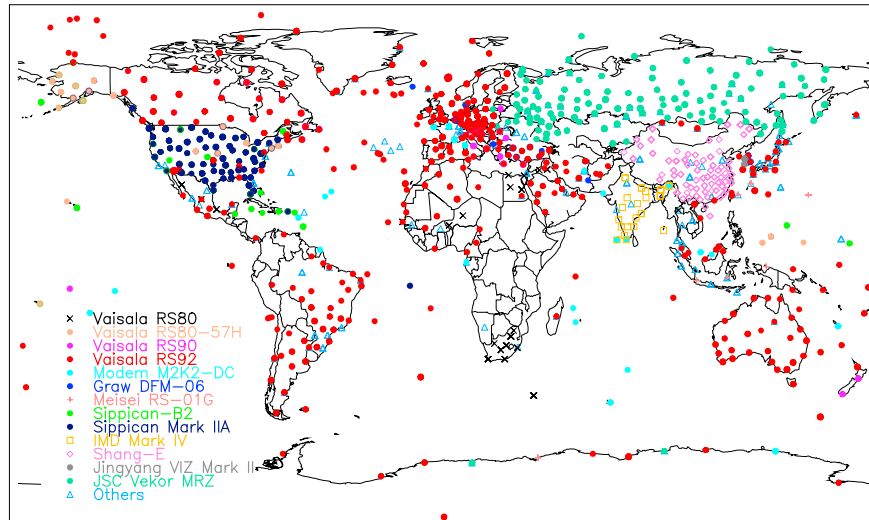 Vaisala RS80
Vaisala RS80-57H
Vaisala RS90
Vaisala RS92
Modem M2K2-DC
Graw DFM-06
Meisei RS-01G
Sippican-B2
Sippican Mark IIA
IMD Mark IV
Shang-E
Jingyang VIZ Mark II
JSC Vekor MRZ
Others